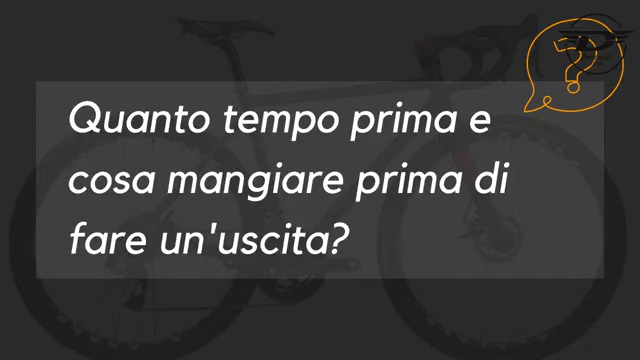 Quanto tempo prima e
cosa mangiare prima di
fare un'uscita?